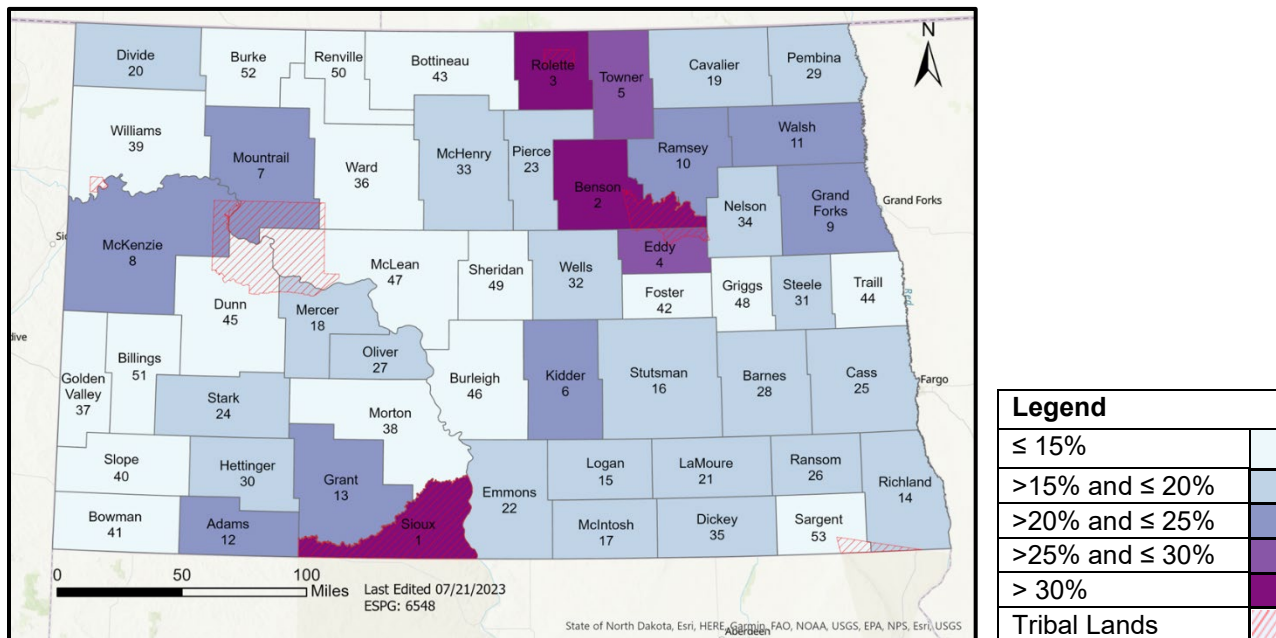 N
Divide
20
Burke
52
Renville
50
Bottineau
43
Rolette
3
Towner
5
Cavalier
19
Pembina
29
Williams
39
Mountrail
7
Ward
36
McHenry
33
Pierce
23
Benson
2
Ramsey
10
Walsh
11
Nelson
34
Grand
Forks
9
Grand Forks
McKenzie
8
Dunn
45
McLean
47
Sheridan
49
Wells
32
Eddy
4
Foster
42
Griggs
48
Steele
31
Traill
44
Red
Mercer
18
Oliver
27
Golden
Valley
37
Billings
51
Stark
24
Morton
38
Burleigh
46
Kidder
6
Stutsman
16
Barnes
28
Cass
25
Fargo
Slope
40
Hettinger
30
Grant
13
Sioux
1
Emmons
22
Logan
15
LaMoure
21
Ransom
26
Richland
14
Bowman
41
Adams
12
McIntosh
17
Dickey
35
Sargent
53
dive
0 50 100
Miles
Last Edited 07/21/2023
ESPG: 6548
State of North Dakota, Esri, HERE, Garmin, FAO, NOAA, USGS, EPA, NPS, Esri, USGS
Aberdeen
Legend
≤ 15%
>15% and ≤ 20%
>20% and ≤ 25%
>25% and ≤ 30%
> 30%
Tribal Lands